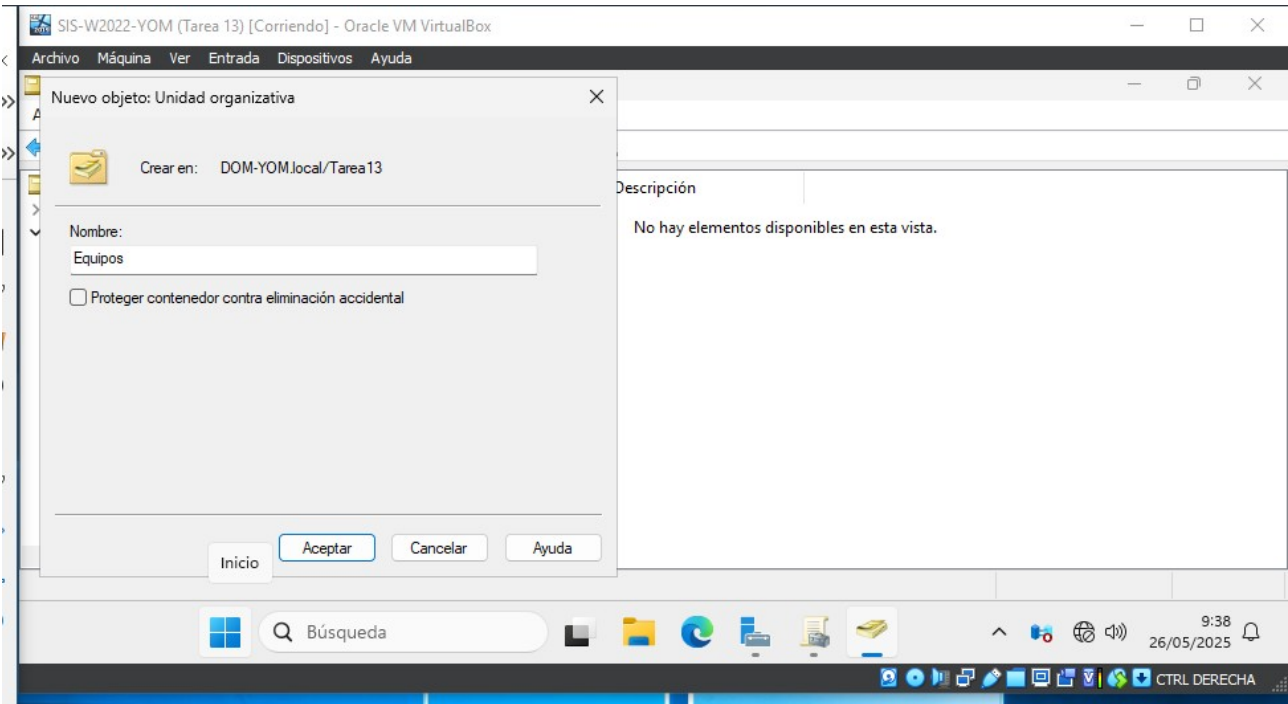 SIS-W2022-YOM (Tarea 13) [Corriendo] - Oracle VM VirtualBox
Archivo Máquina Ver Entrada Dispositivos Ayuda
Nuevo objeto: Unidad organizativa
Crear en: DOM-YOM.local/Tarea13
Descripción
No hay elementos disponibles en esta vista.
Nombre:
Equipos
Proteger contenedor contra eliminación accidental
Aceptar Cancelar Ayuda
Inicio
Búsqueda
9:38
26/05/2025
CTRL DERECHA